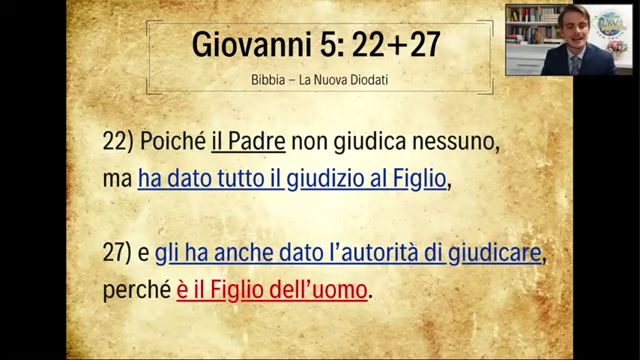 Giovanni 5: 22+27
Bibbia – La Nuova Diodati
22) Poiché il Padre non giudica nessuno,
ma ha dato tutto il giudizio al Figlio,
27) e gli ha anche dato l’autorità di giudicare,
perché è il Figlio dell’uomo.